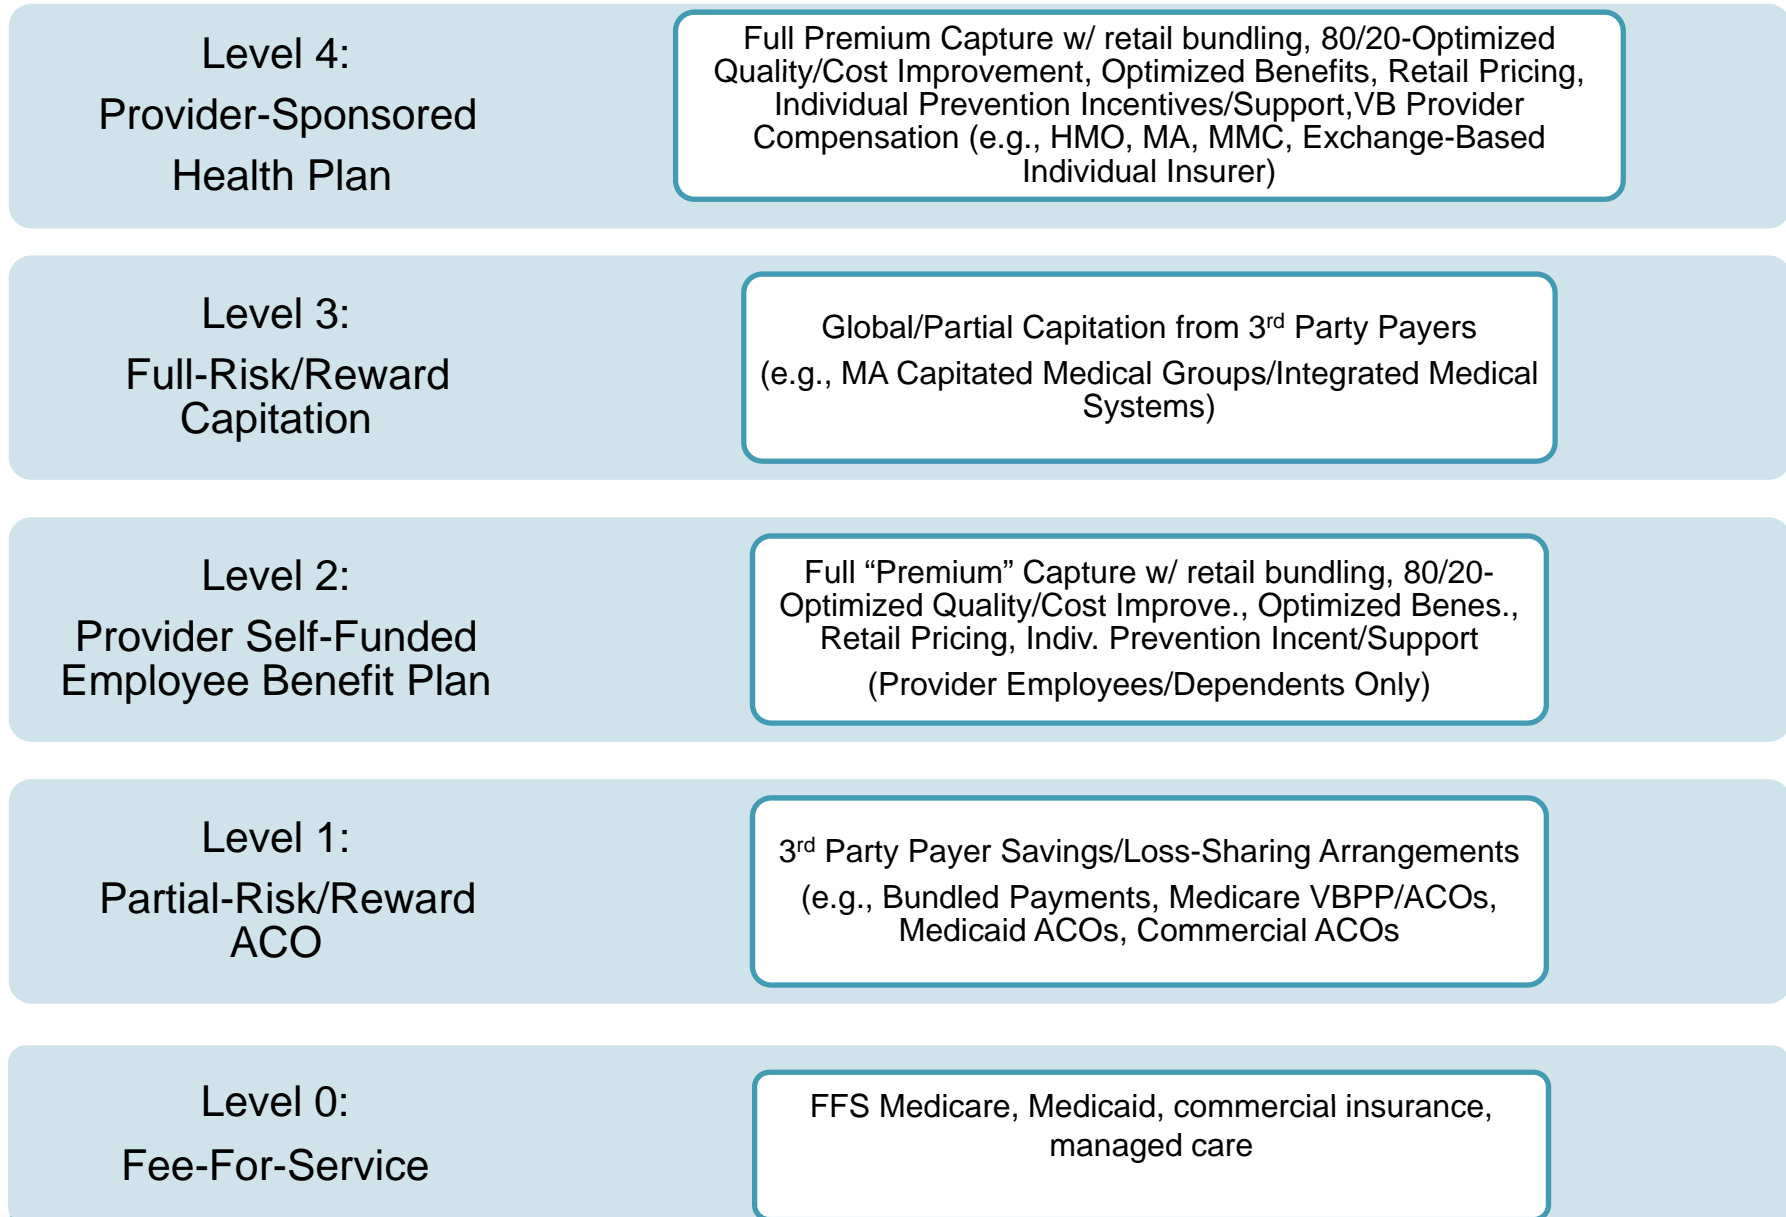 Level 4:
Provider-Sponsored
Health Plan
Full Premium Capture w/ retail bundling, 80/20-Optimized
Quality/Cost Improvement, Optimized Benefits, Retail Pricing,
Individual Prevention Incentives/Support,VB Provider
Compensation (e.g., HMO, MA, MMC, Exchange-Based
Individual Insurer)
Level 3:
Full-Risk/Reward
Capitation
Global/Partial Capitation from 3rd Party Payers
(e.g., MA Capitated Medical Groups/Integrated Medical
Systems)
Level 2:
Provider Self-Funded
Employee Benefit Plan
Full “Premium” Capture w/ retail bundling, 80/20-
Optimized Quality/Cost Improve., Optimized Benes.,
Retail Pricing, Indiv. Prevention Incent/Support
(Provider Employees/Dependents Only)
Level 1:
Partial-Risk/Reward
ACO
3rd Party Payer Savings/Loss-Sharing Arrangements
(e.g., Bundled Payments, Medicare VBPP/ACOs,
Medicaid ACOs, Commercial ACOs
Level 0:
Fee-For-Service
FFS Medicare, Medicaid, commercial insurance,
managed care